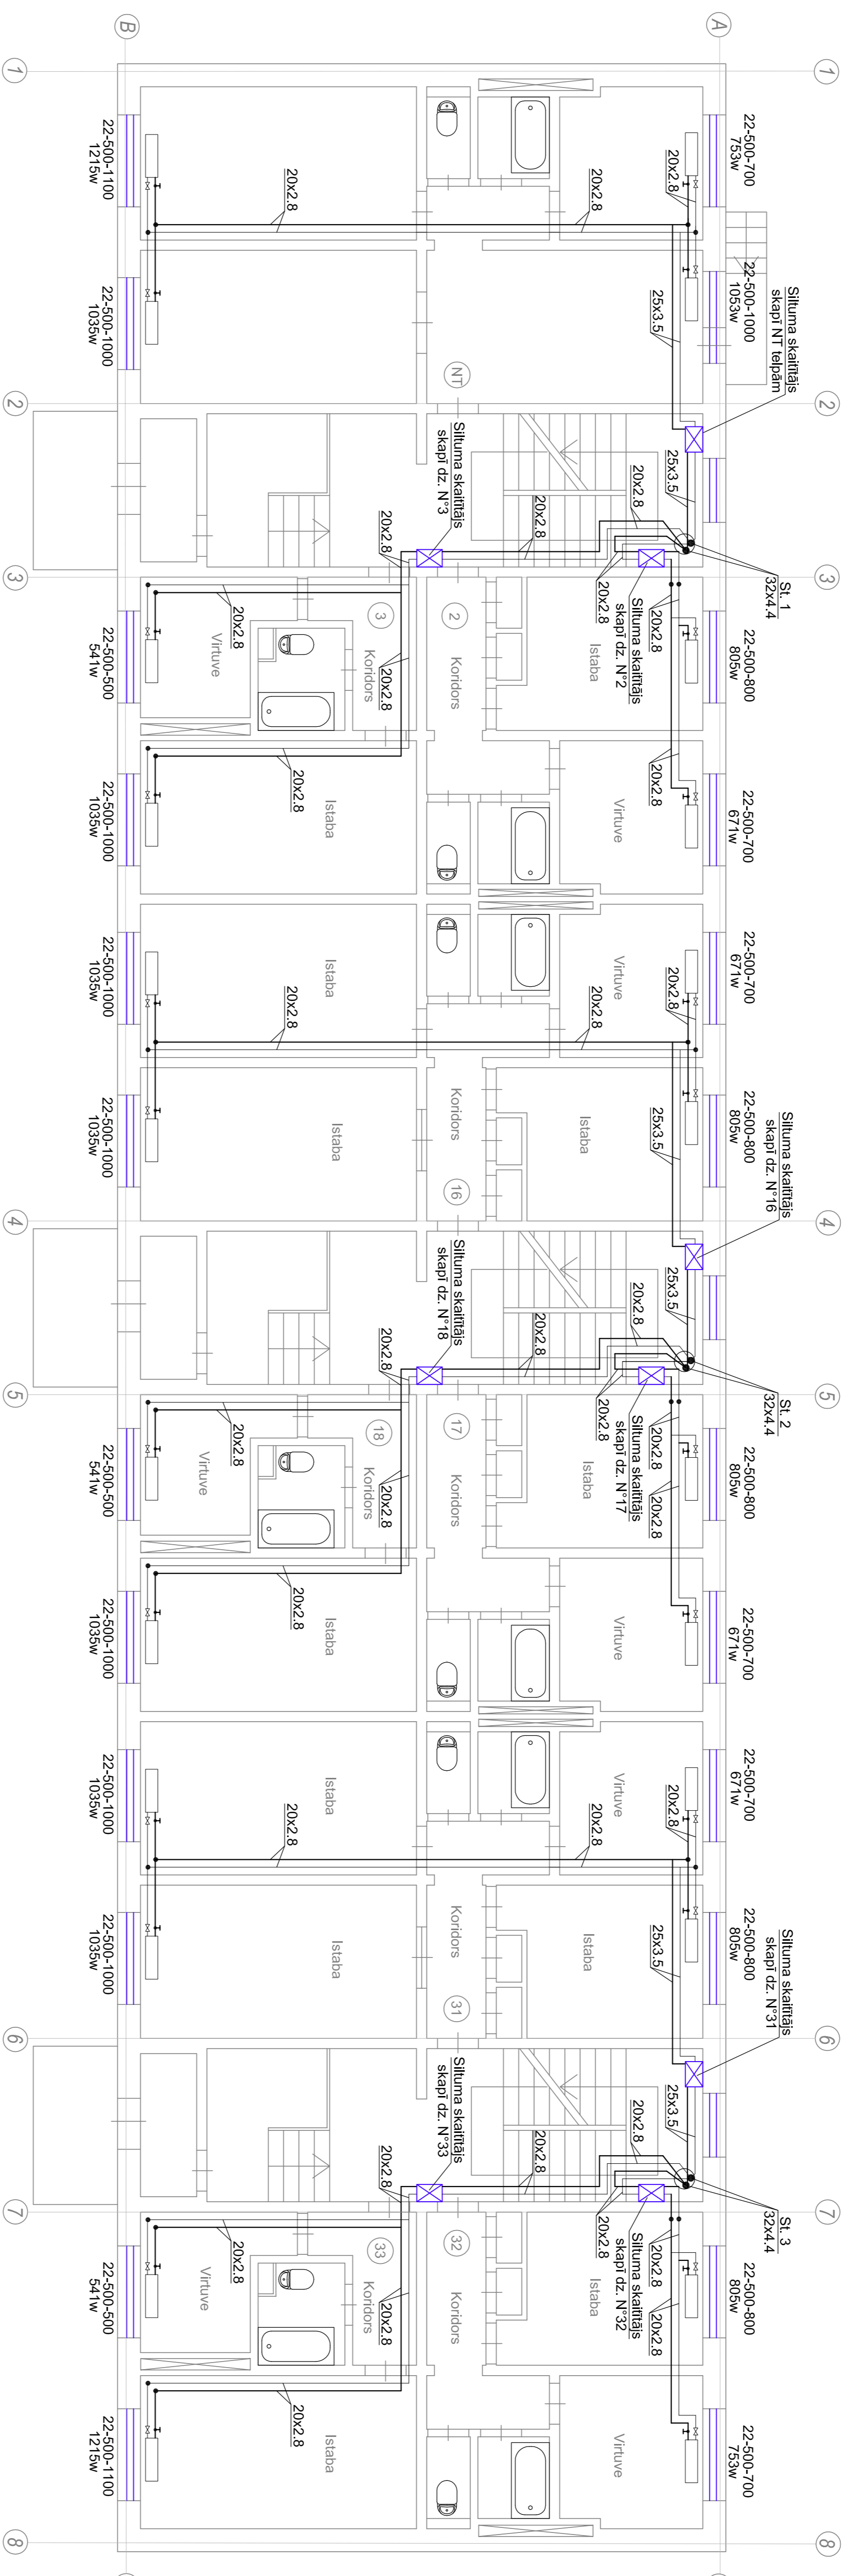 1
2
3
4
5
6
7
8
A
22-500-700
753w
22-500-1000
1053w
Siltuma skaitītājs
skapī NT telpām
St. 1
32x4.4
22-500-800
805w
22-500-700
671w
22-500-700
671w
22-500-800
805w
Siltuma skaitītājs
skapī dz. N°16
St. 2
32x4.4
22-500-800
805w
22-500-700
671w
22-500-700
671w
22-500-800
805w
Siltuma skaitītājs
skapī dz. N°31
St. 3
32x4.4
22-500-800
805w
22-500-700
753w
20x2.8
25x3.5
25x3.5
20x2.8
20x2.8
20x2.8
Siltuma skaitītājs
skapī dz. N°2
20x2.8
20x2.8
20x2.8
25x3.5
25x3.5
20x2.8
20x2.8
20x2.8
20x2.8
Siltuma skaitītājs
skapī dz. N°17
20x2.8
25x3.5
25x3.5
20x2.8
20x2.8
20x2.8
20x2.8
Siltuma skaitītājs
skapī dz. N°32
20x2.8
20x2.8
Istaba
Virtuve
Virtuve
20x2.8
Istaba
20x2.8
Istaba
Virtuve
Virtuve
20x2.8
Istaba
20x2.8
Istaba
Virtuve
NT
Siltuma skaitītājs
skapī dz. N°3
2
Koridors
Koridors
16
Siltuma skaitītājs
skapī dz. N°18
17
Koridors
Koridors
31
Siltuma skaitītājs
skapī dz. N°33
32
Koridors
20x2.8
3
Koridors
20x2.8
20x2.8
18
Koridors
20x2.8
20x2.8
33
Koridors
20x2.8
20x2.8
20x2.8
Istaba
Istaba
20x2.8
Istaba
20x2.8
Istaba
Istaba
20x2.8
Istaba
20x2.8
Istaba
20x2.8
Virtuve
20x2.8
Virtuve
20x2.8
Virtuve
22-500-1100
1215w
22-500-1000
1035w
22-500-500
541w
22-500-1000
1035w
22-500-1000
1035w
22-500-1000
1035w
22-500-500
541w
22-500-1000
1035w
22-500-1000
1035w
22-500-1000
1035w
22-500-500
541w
22-500-1100
1215w
B
1
2
3
4
5
6
7
8